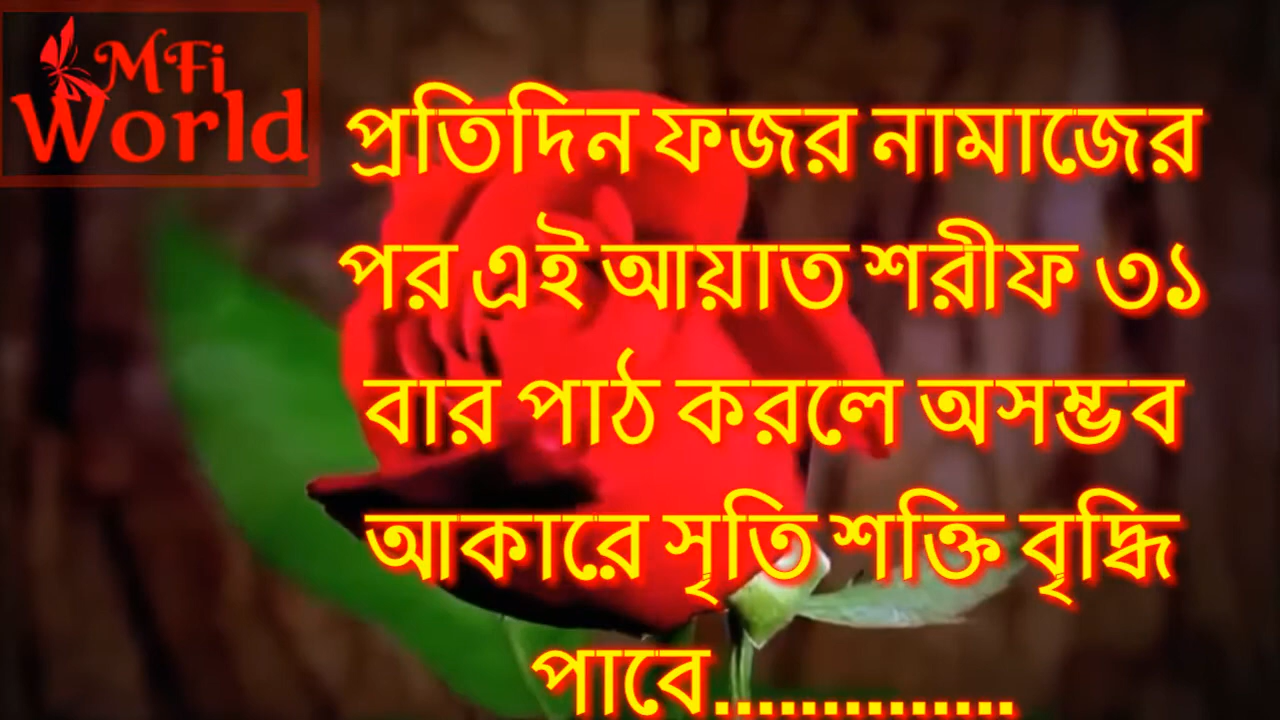 MFi
World
প্রতিদিন ফজর নামাজের
পর এই আয়াত শরীফ ৩১
বার পাঠ করলে অসম্ভব
আকারে সৃতি শক্তি বৃদ্ধি
পাবে..............